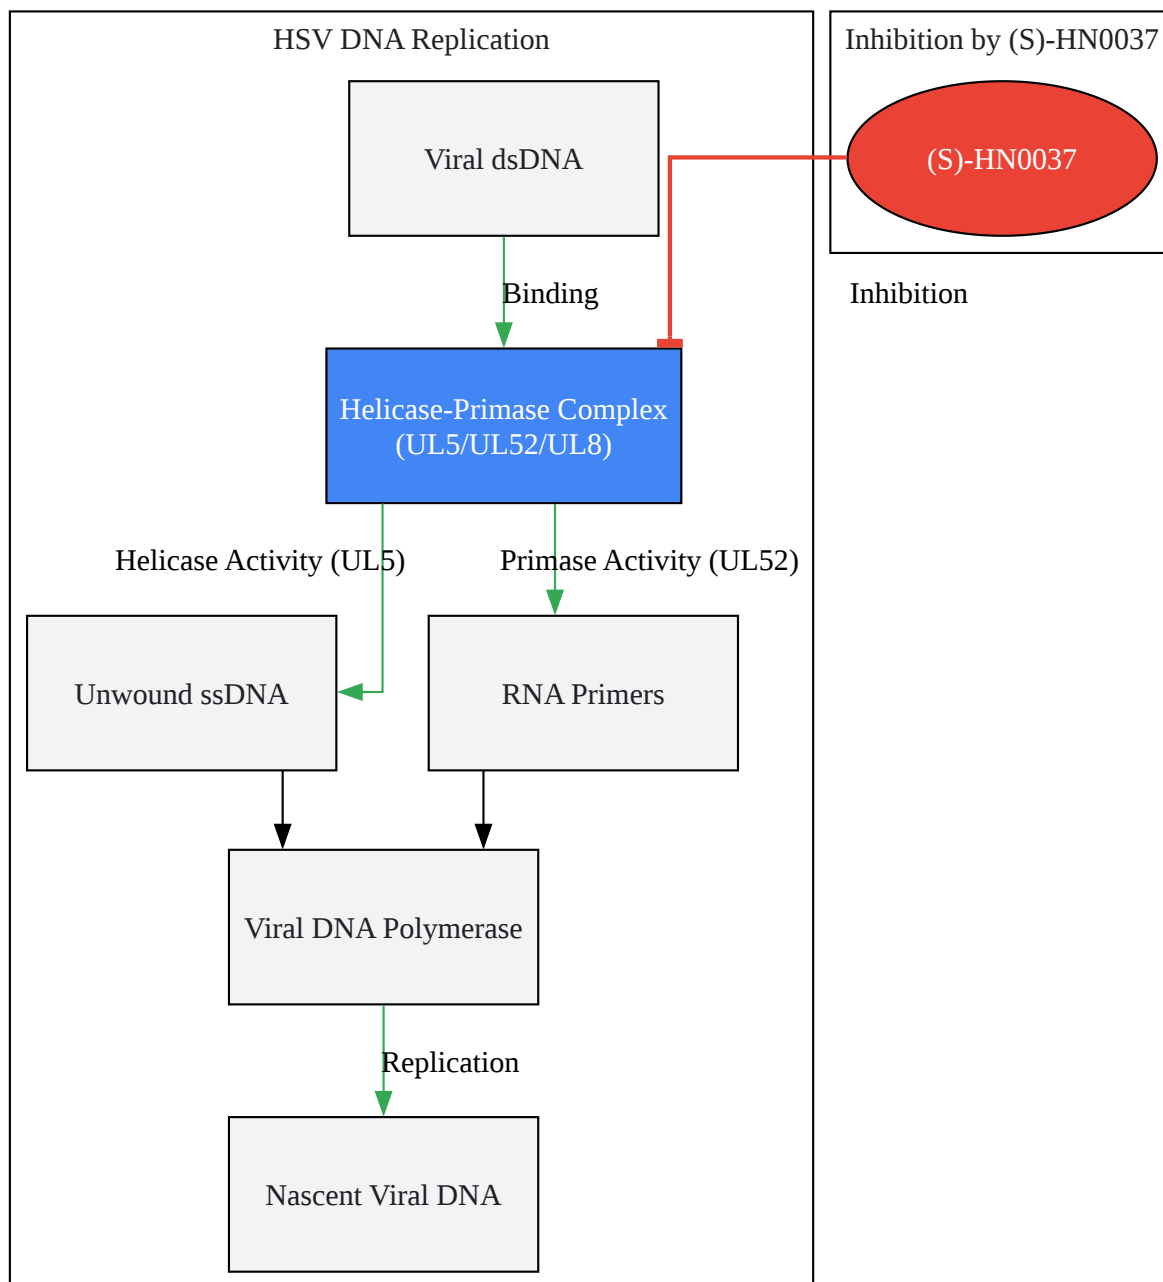 HSV DNA Replication
Inhibition by (S)-HN0037
Viral dsDNA
(S)-HN0037
Binding
Inhibition
Helicase-Primase Complex
(UL5/UL52/UL8)
Helicase Activity (UL5)
Primase Activity (UL52)
Unwound ssDNA
RNA Primers
Viral DNA Polymerase
Replication
Nascent Viral DNA